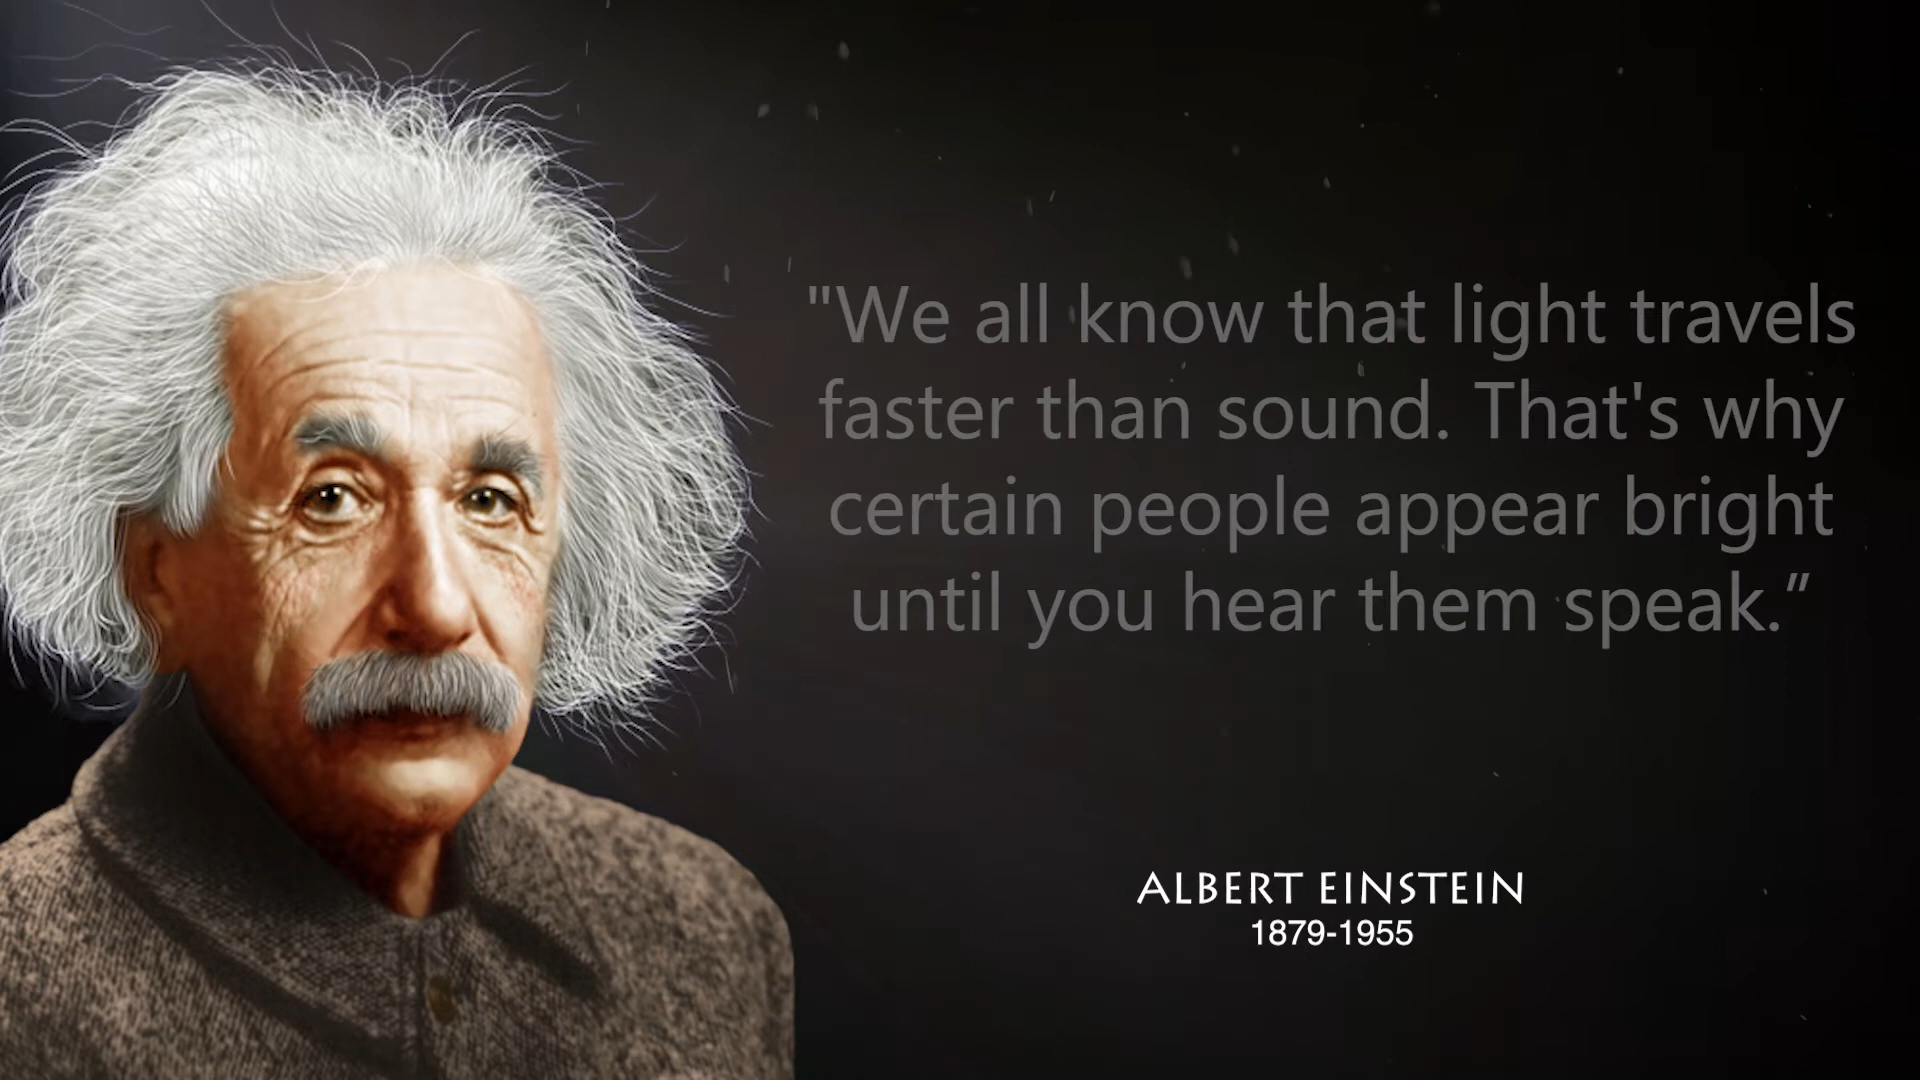 "We all know that light travels
faster than sound. That's why
certain people appear bright
until you hear them speak.”
ALBERT EINSTEIN
1879-1955